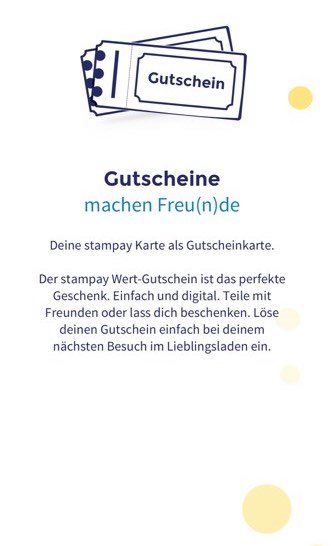 Gutschein
Gutscheine
machen Freu(n)de
Deine stampay Karte als Gutscheinkarte.
Der stampay Wert-Gutschein ist das perfekte
Geschenk. Einfach und digital. Teile mit
Freunden oder lass dich beschenken. Löse
deinen Gutschein einfach bei deinem
nächsten Besuch im Lieblingsladen ein.